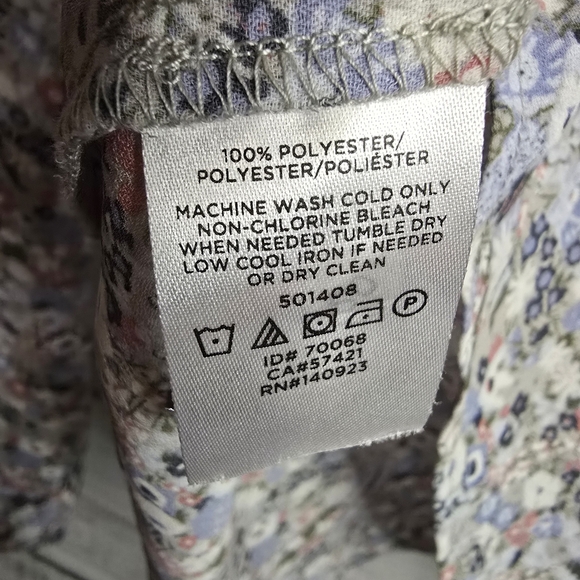 100% POLYESTER/
POLYESTER/POLIÉSTER
MACHINE WASH COLD ONLY
NON-CHLORINE BLEACH
WHEN NEEDED TUMBLE DRY
LOW COOL IRON IF NEEDED
OR DRY CLEAN
501408
P
ID# 70068
CA#57421
RN#140923